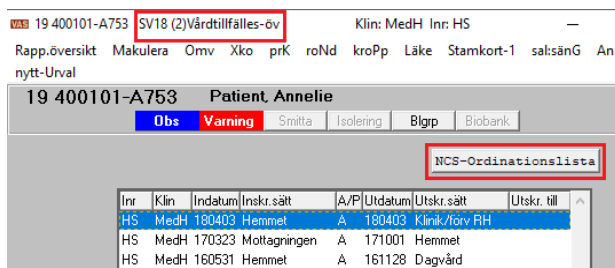 VAS 19 400101-A753 SV18 (2)Vårdtillfälles-öv Klin: MedH Inr: HS
Rapp.översikt Makulera Omv Xko prK roNd kroPp Läke Stamkort-1 sal:sänG An
nytt-Urval
19 400101-A753 Patient, Annelie
Obs Varning Smitta Isolering Blgrp Biobank
NCS-Ordinationslista
Inr Klin Indatum Inskr.sätt A/P Utdatum Utskr.sätt Utskr. till
HS MedH 180403 Hemmet A 180403 Klinik/förv RH
HS MedH 170323 Mottagningen A 171001 Hemmet
HS MedH 160531 Hemmet A 161128 Dagvård